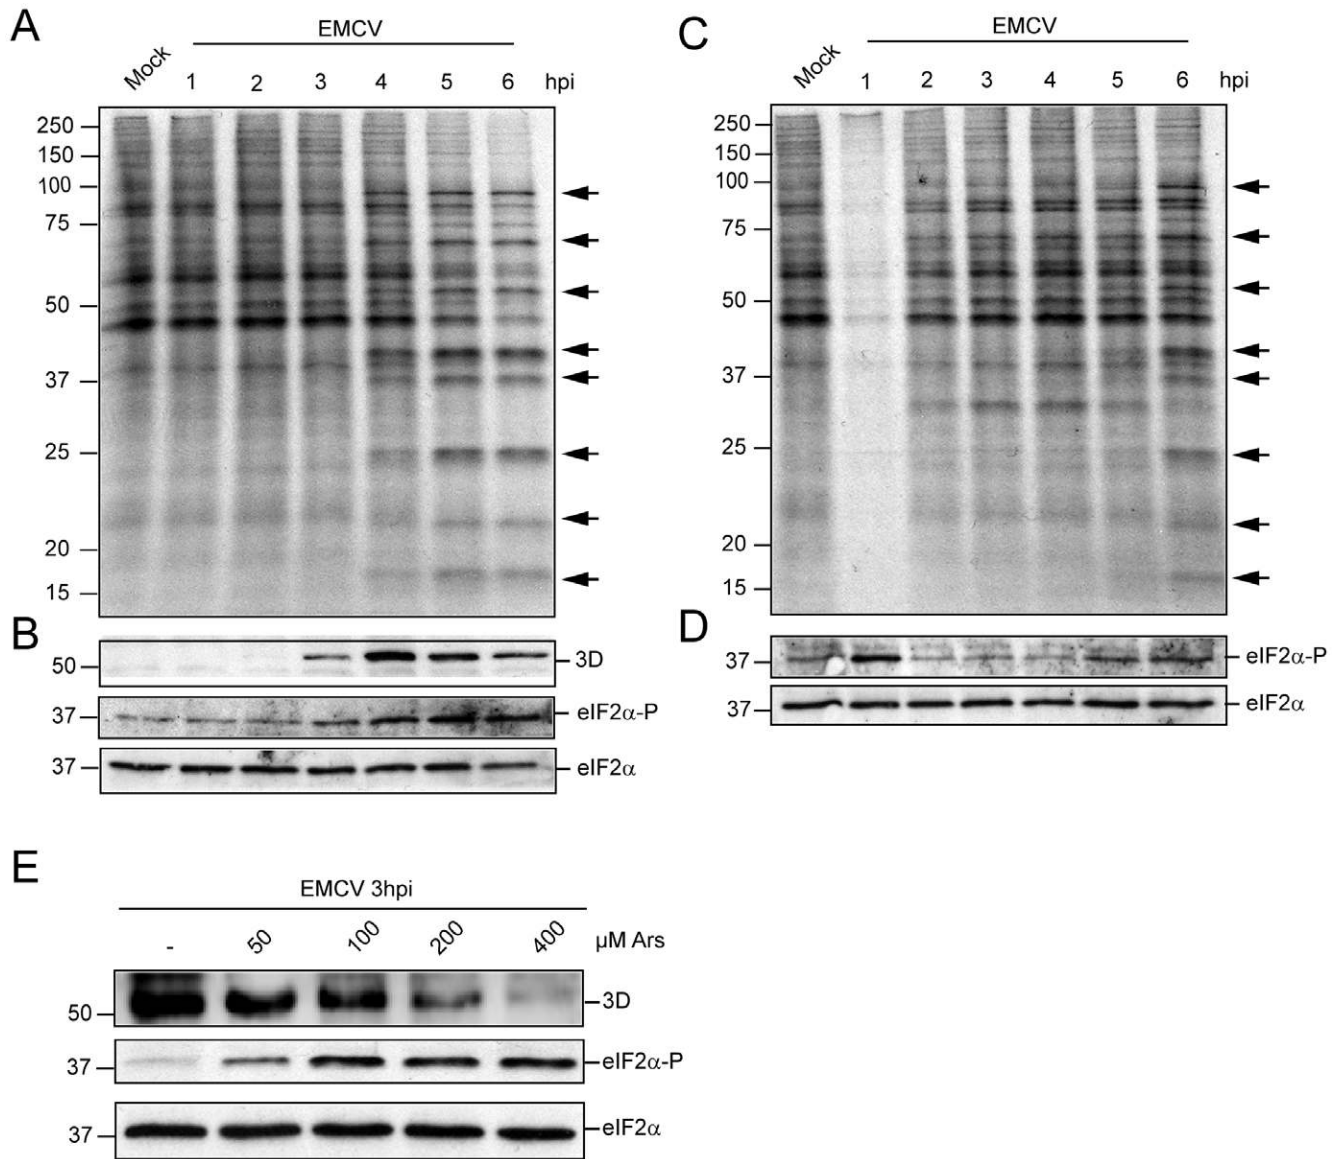 A
EMCV
Mock 1 2 3 4 5 6 hpi
250
150
100
75
50
37
25
20
15
B
50 3D
37 eIF2α-P
37 eIF2α
C
EMCV
Mock 1 2 3 4 5 6 hpi
250
150
100
75
50
37
25
20
15
D
37 eIF2α-P
37 eIF2α
E
EMCV 3hpi
- 50 100 200 400 µM Ars
50 3D
37 eIF2α-P
37 eIF2α